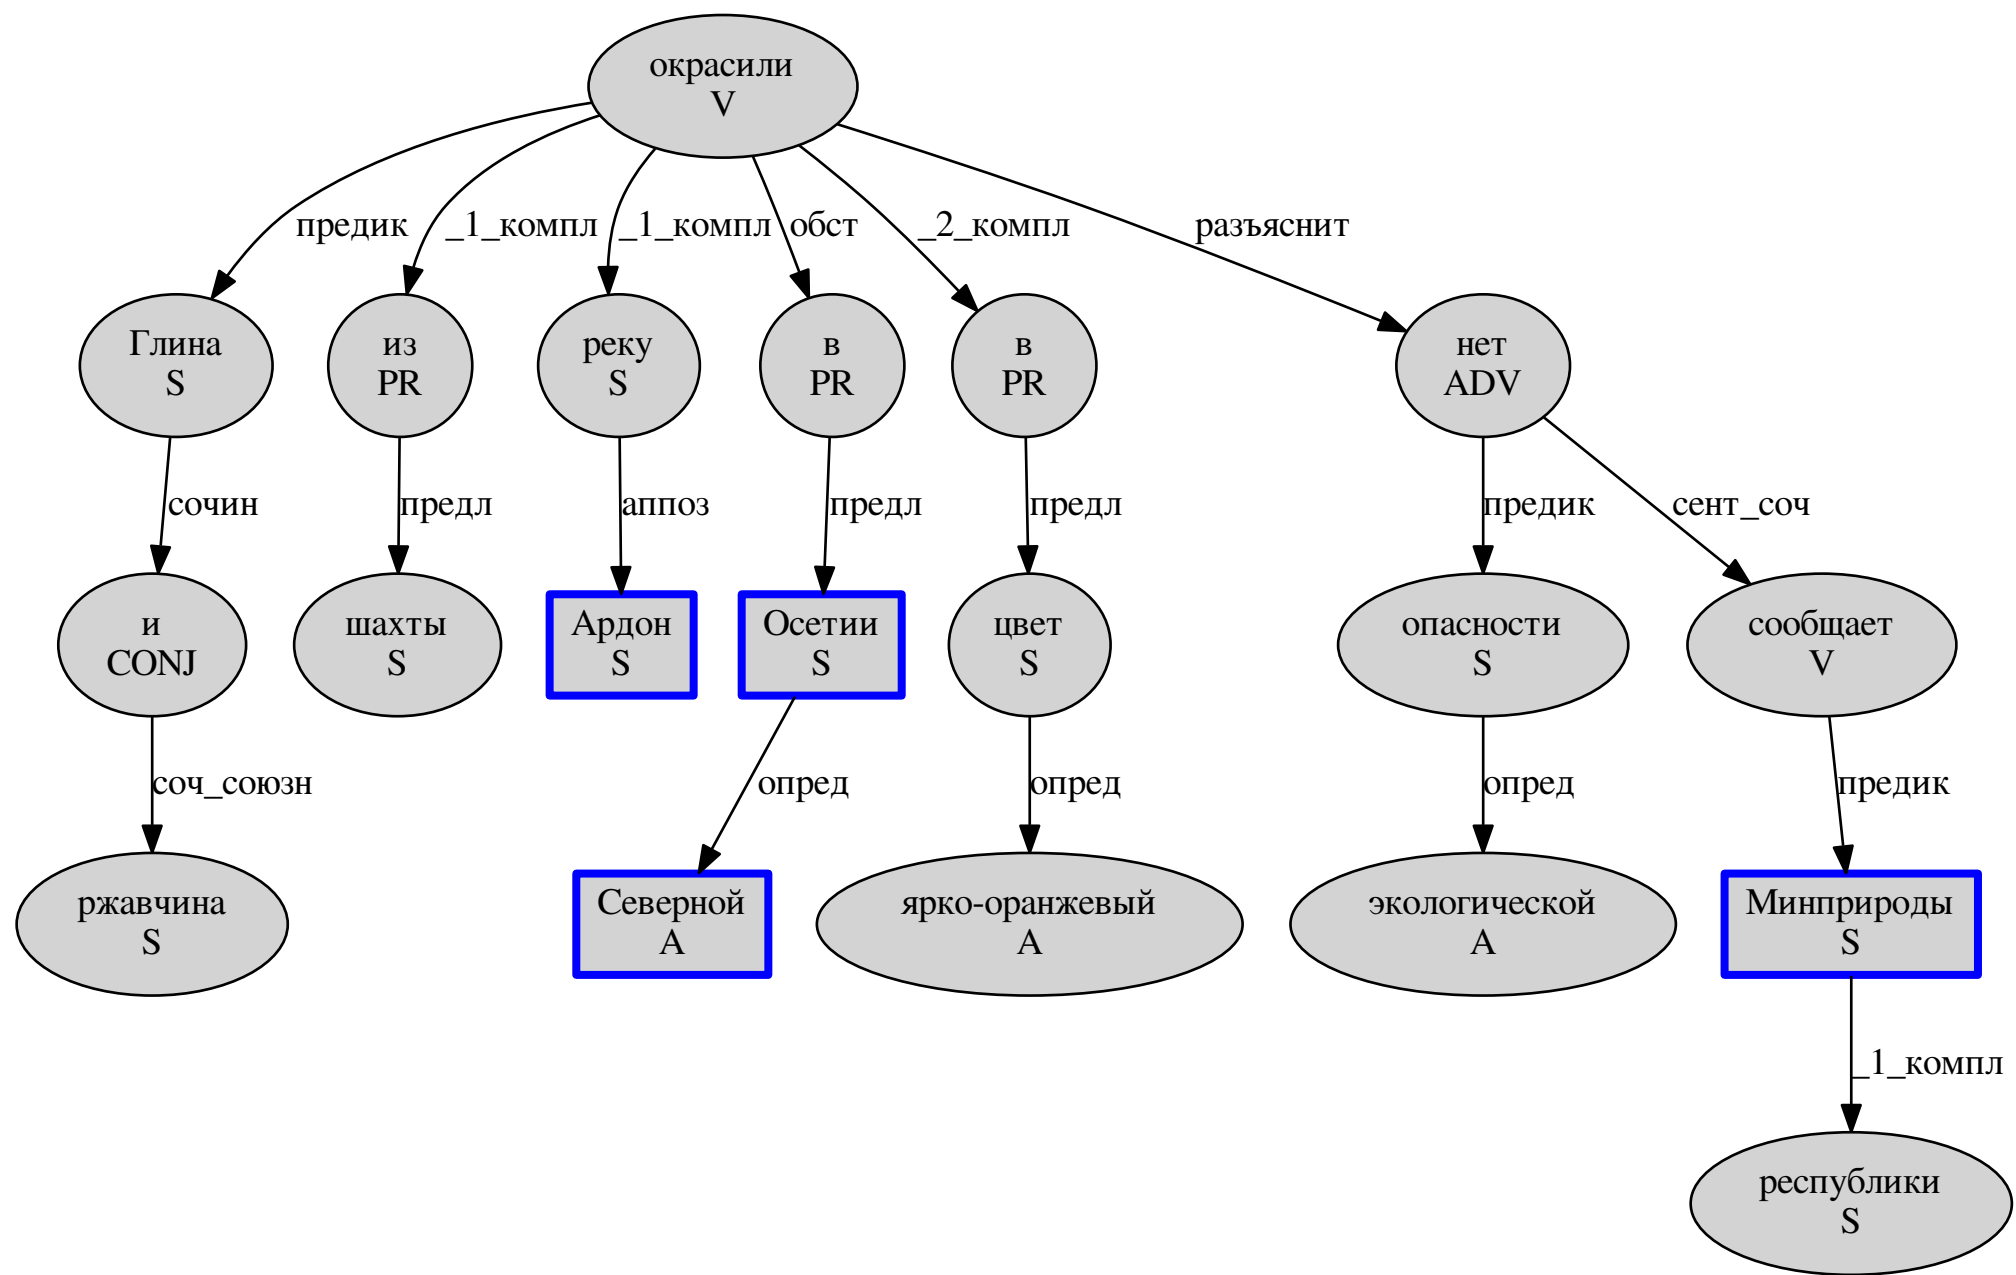 окрасили
V
предик
_1_компл
_1_компл
обст
_2_компл
разъяснит
Глина
S
из
PR
реку
S
в
PR
в
PR
нет
ADV
сочин
предл
аппоз
предл
предл
предик
сент_соч
и
CONJ
шахты
S
Ардон
S
Осетии
S
цвет
S
опасности
S
сообщает
V
соч_союзн
опред
опред
опред
предик
ржавчина
S
Северной
A
ярко-оранжевый
A
экологической
A
Минприроды
S
_1_компл
республики
S